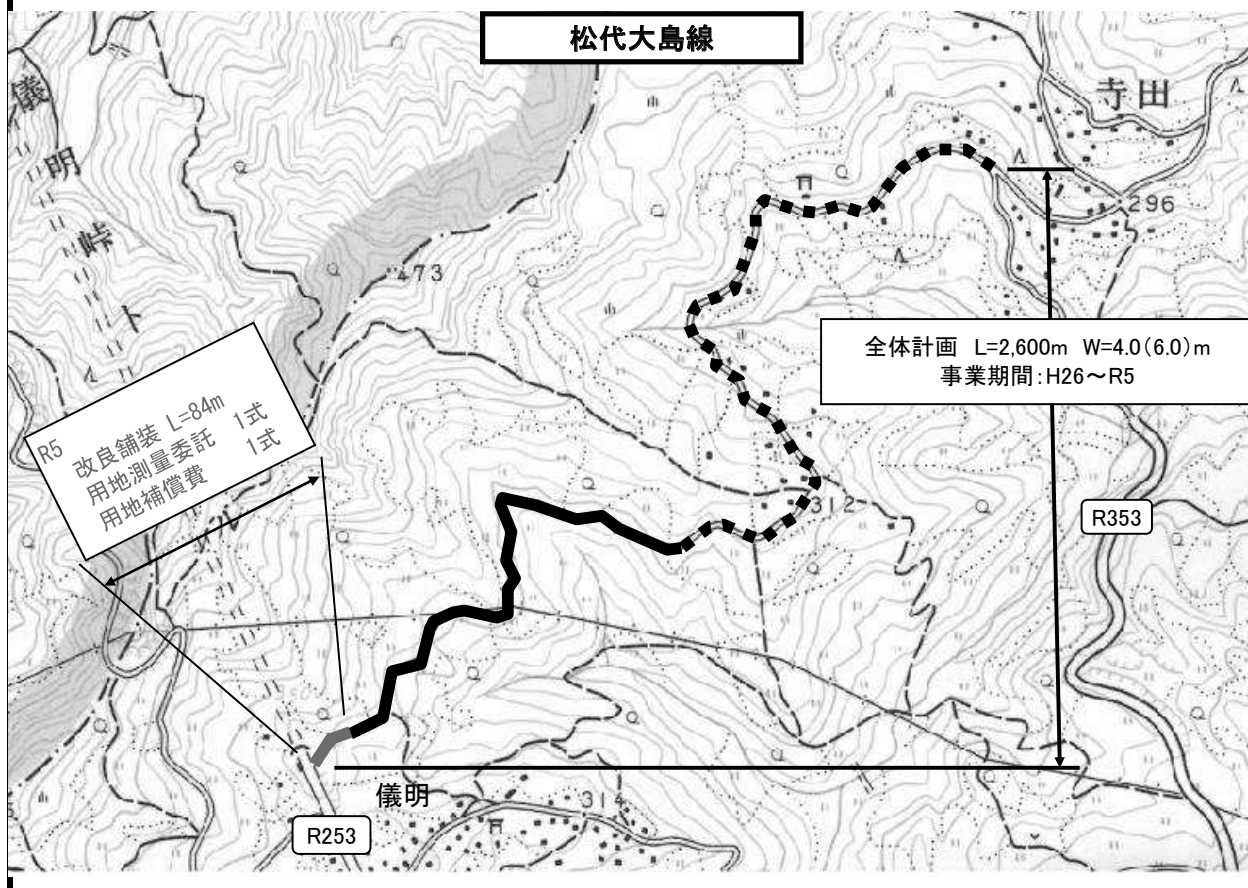 松代大島線
寺田
296
儀明峠ト
473
全体計画 L=2,600m W=4.0(6.0)m
事業期間:H26～R5
R5
改良舗装 L=84m
用地測量委託 1式
用地補償費 1式
312
R353
儀明
314
R253